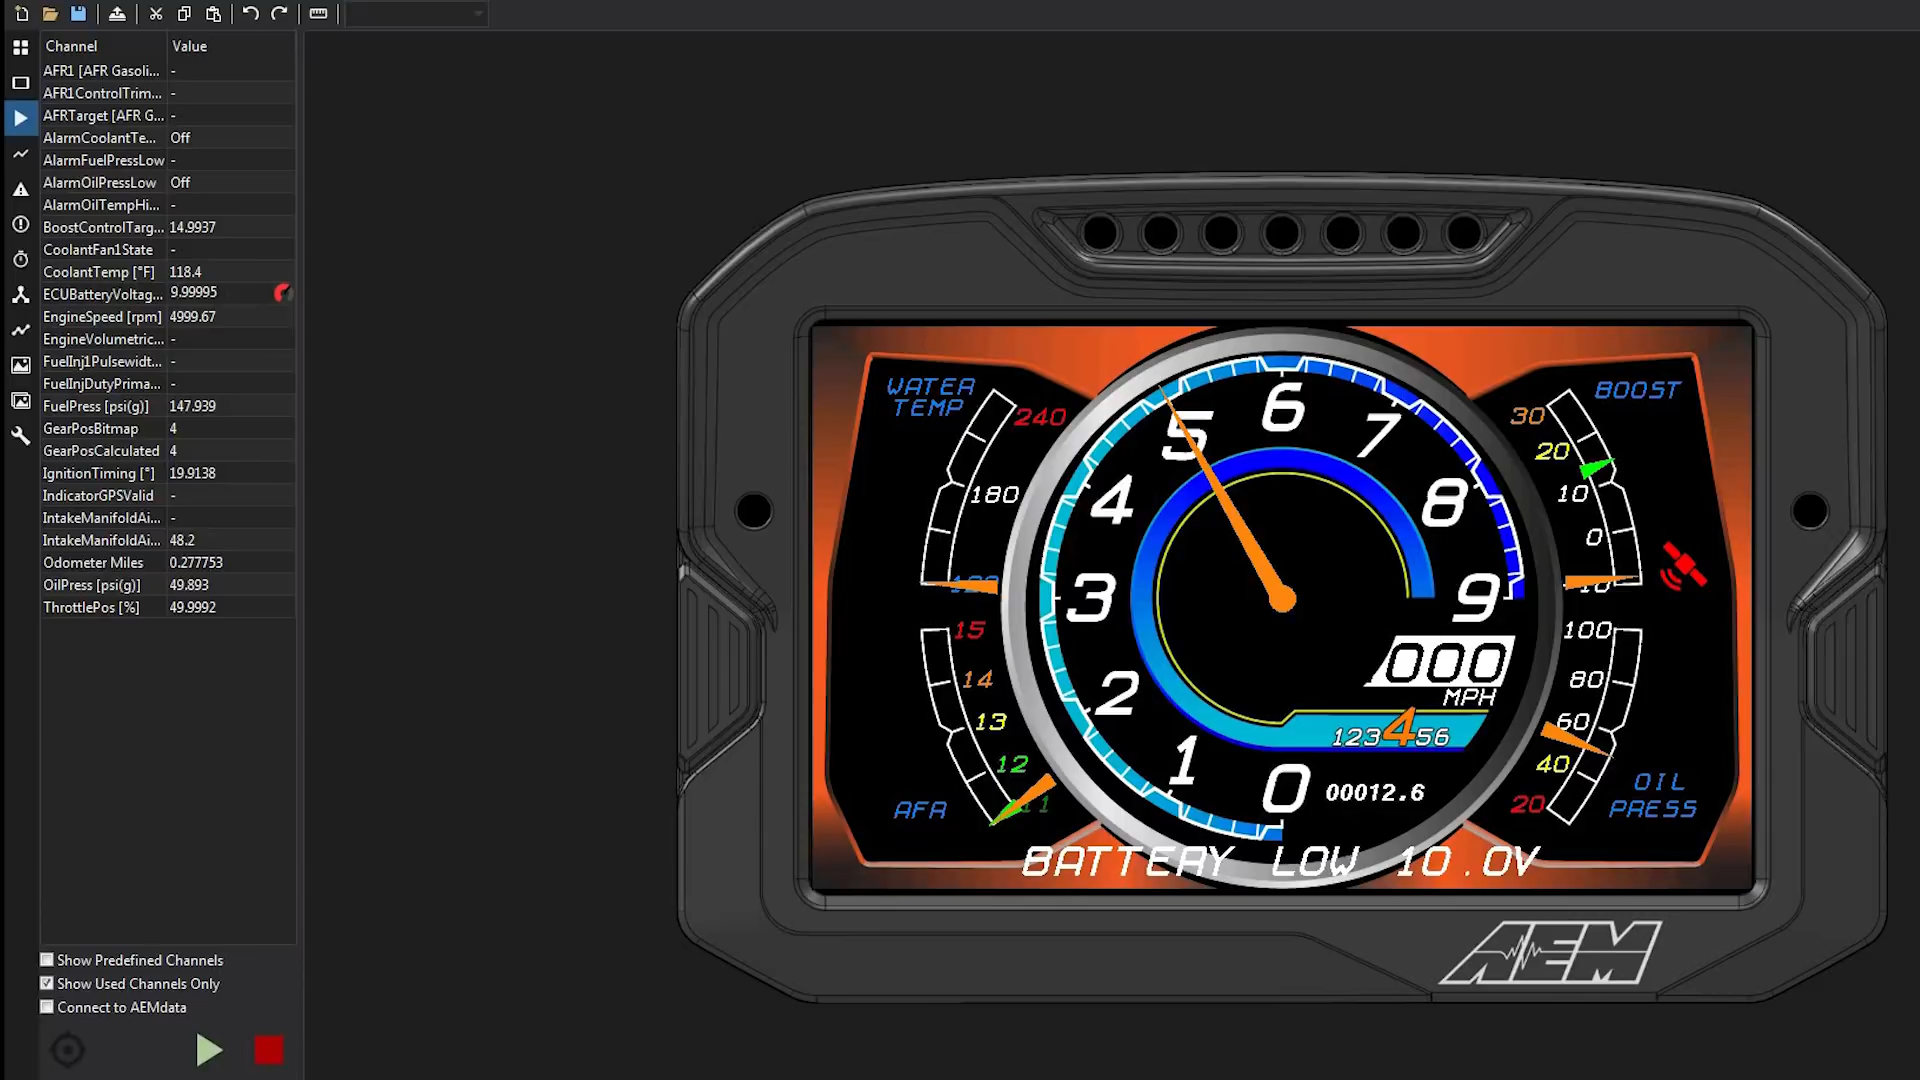 Channel Value
AFR1 [AFR Gasoli... -
AFR1ControlTrim... -
AFRTarget [AFR G... -
AlarmCoolantTe... Off
AlarmFuelPressLow -
AlarmOilPressLow Off
AlarmOilTempHi... -
BoostControlTarg... 14.9937
CoolantFan1State -
CoolantTemp [°F] 118.4
ECUBatteryVoltag... 9.99995
EngineSpeed [rpm] 4999.67
EngineVolumetric... -
FuelInj1Pulsewidt... -
FuelInjDutyPrima... -
FuelPress [psi(g)] 147.939
GearPosBitmap 4
GearPosCalculated 4
IgnitionTiming [°] 19.9138
IndicatorGPSValid -
IntakeManifoldAi... -
IntakeManifoldAi... 48.2
Odometer Miles 0.277753
OilPress [psi(g)] 49.893
ThrottlePos [%] 49.9992
Show Predefined Channels
Show Used Channels Only
Connect to AEMdata
WATER
TEMP
240
180
15
14
13
12
11
AFR
0
1
2
3
4
5
6
7
8
9
000
MPH
123456
00012.6
BOOST
30
20
10
0
100
80
60
40
20
OIL
PRESS
BATTERY LOW 10.0V
AEM